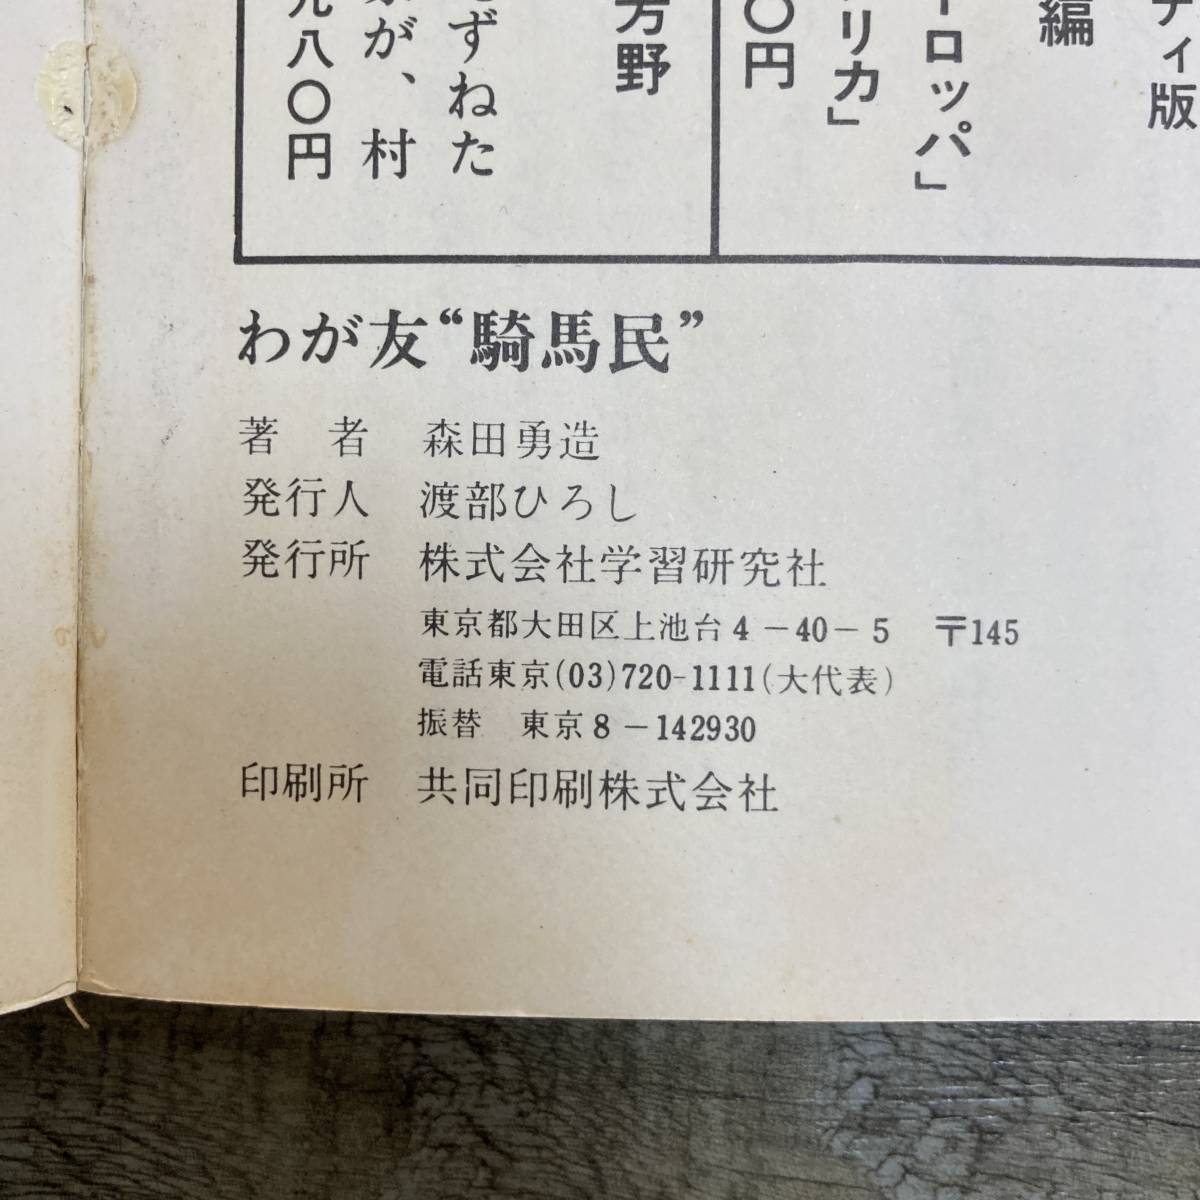 ティ版
編
ーロッパ」
リカ」
〇円
芳野
ずねた
が、村
八〇円
わが友“騎馬民”
著　者　森田勇造
発行人　渡部ひろし
発行所　株式会社学習研究社
東京都大田区上池台4－40－5　〒145
電話東京(03)720-1111(大代表)
振替　東京8－142930
印刷所　共同印刷株式会社